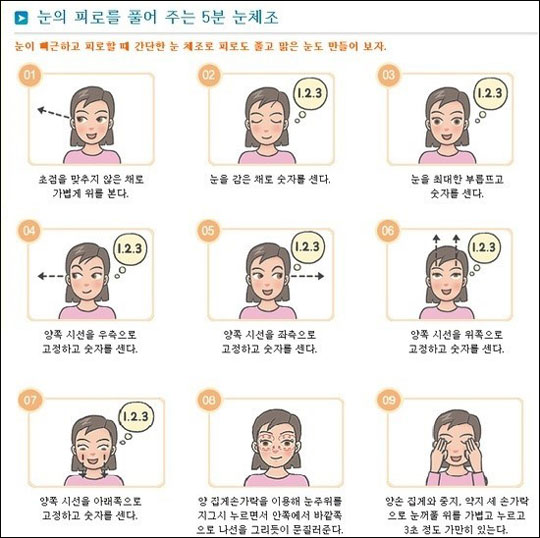 눈의 피로를 풀어 주는 5분 눈체조
눈이 뻑근하고 피로할 때 간단한 눈 체조로 피로도 풀고 맑은 눈도 만들어 보자.
01
초점을 맞추지 않은 채로
가볍게 위를 본다.
02
1.2.3
눈을 감은 채로 숫자를 센다.
03
1.2.3
눈을 최대한 부릅뜨고
숫자를 센다.
04
1.2.3
양쪽 시선을 우측으로
고정하고 숫자를 센다.
05
1.2.3
양쪽 시선을 좌측으로
고정하고 숫자를 센다.
06
1.2.3
양쪽 시선을 위쪽으로
고정하고 숫자를 센다.
07
1.2.3
양쪽 시선을 아래쪽으로
고정하고 숫자를 센다.
08
양 집게손가락을 이용해 눈주위를
지그시 누르면서 안쪽에서 바깥쪽
으로 나선을 그리듯이 문질러준다.
09
양손 집게와 중지, 약지 세 손가락
으로 눈꺼풀 위를 가볍고 누르고
3초 정도 가만히 있는다.